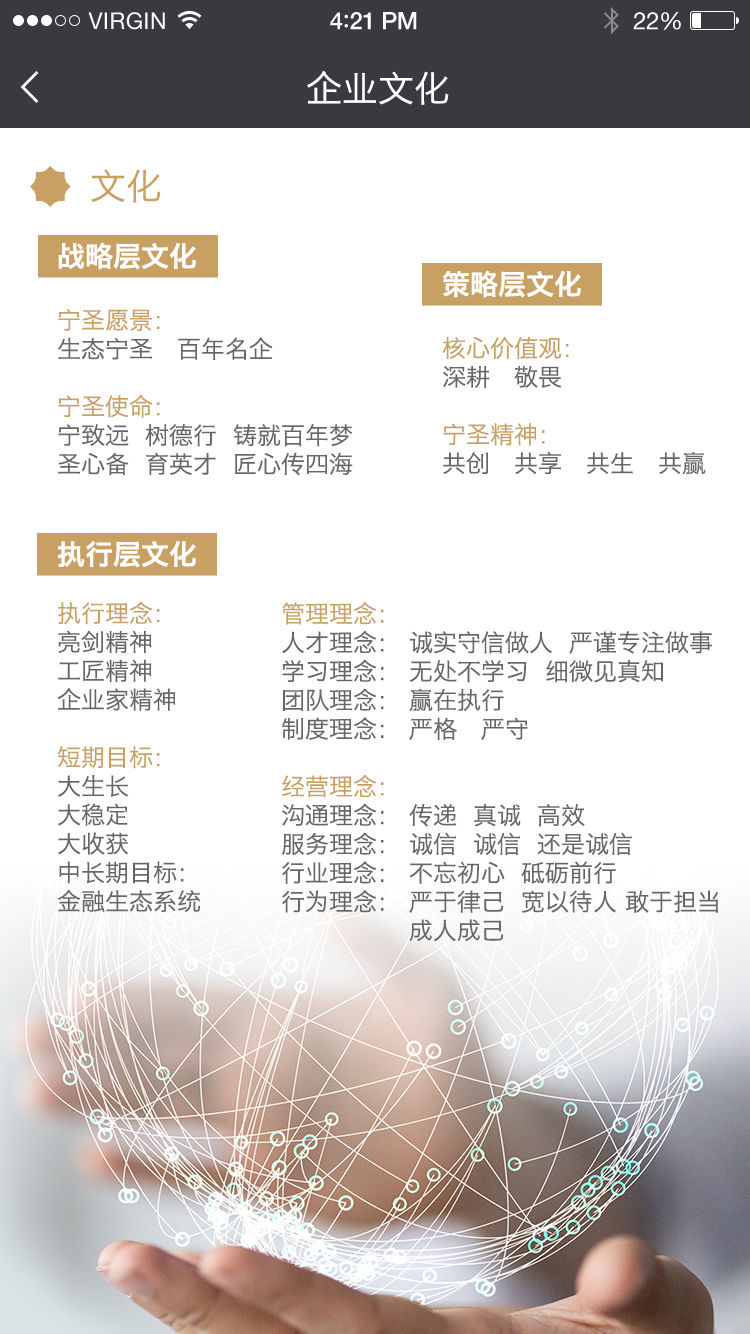 VIRGIN 4:21 PM 22%
企业文化
文化
战略层文化
宁圣愿景：
生态宁圣 百年名企
宁圣使命：
宁致远 树德行 铸就百年梦
圣心备 育英才 匠心传四海
策略层文化
核心价值观：
深耕 敬畏
宁圣精神：
共创 共享 共生 共赢
执行层文化
执行理念：
亮剑精神
工匠精神
企业家精神
短期目标：
大生长
大稳定
大收获
中长期目标：
金融生态系统
管理理念：
人才理念： 诚实守信做人 严谨专注做事
学习理念： 无处不学习 细微见真知
团队理念： 赢在执行
制度理念： 严格 严守
经营理念：
沟通理念： 传递 真诚 高效
服务理念： 诚信 诚信 还是诚信
行业理念： 不忘初心 砥砺前行
行为理念： 严于律己 宽以待人 敢于担当
成人成己